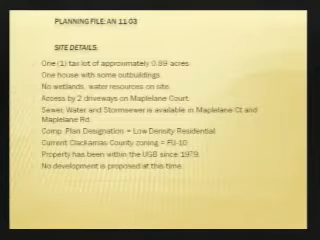 PLANNING FILE: AN 11-03
SITE DETAILS:
One (1) tax lot of approximately 0.89 acres
One house with some outbuildings.
No wetlands, water resources on site.
Access by 2 driveways on Maplelane Court.
Sewer, Water and Stormsewer is available in Maplelane Ct and
Maplelane Rd.
Comp. Plan Designation = Low Density Residential
Current Clackamas County zoning = FU-10
Property has been within the UGB since 1979.
No development is proposed at this time.